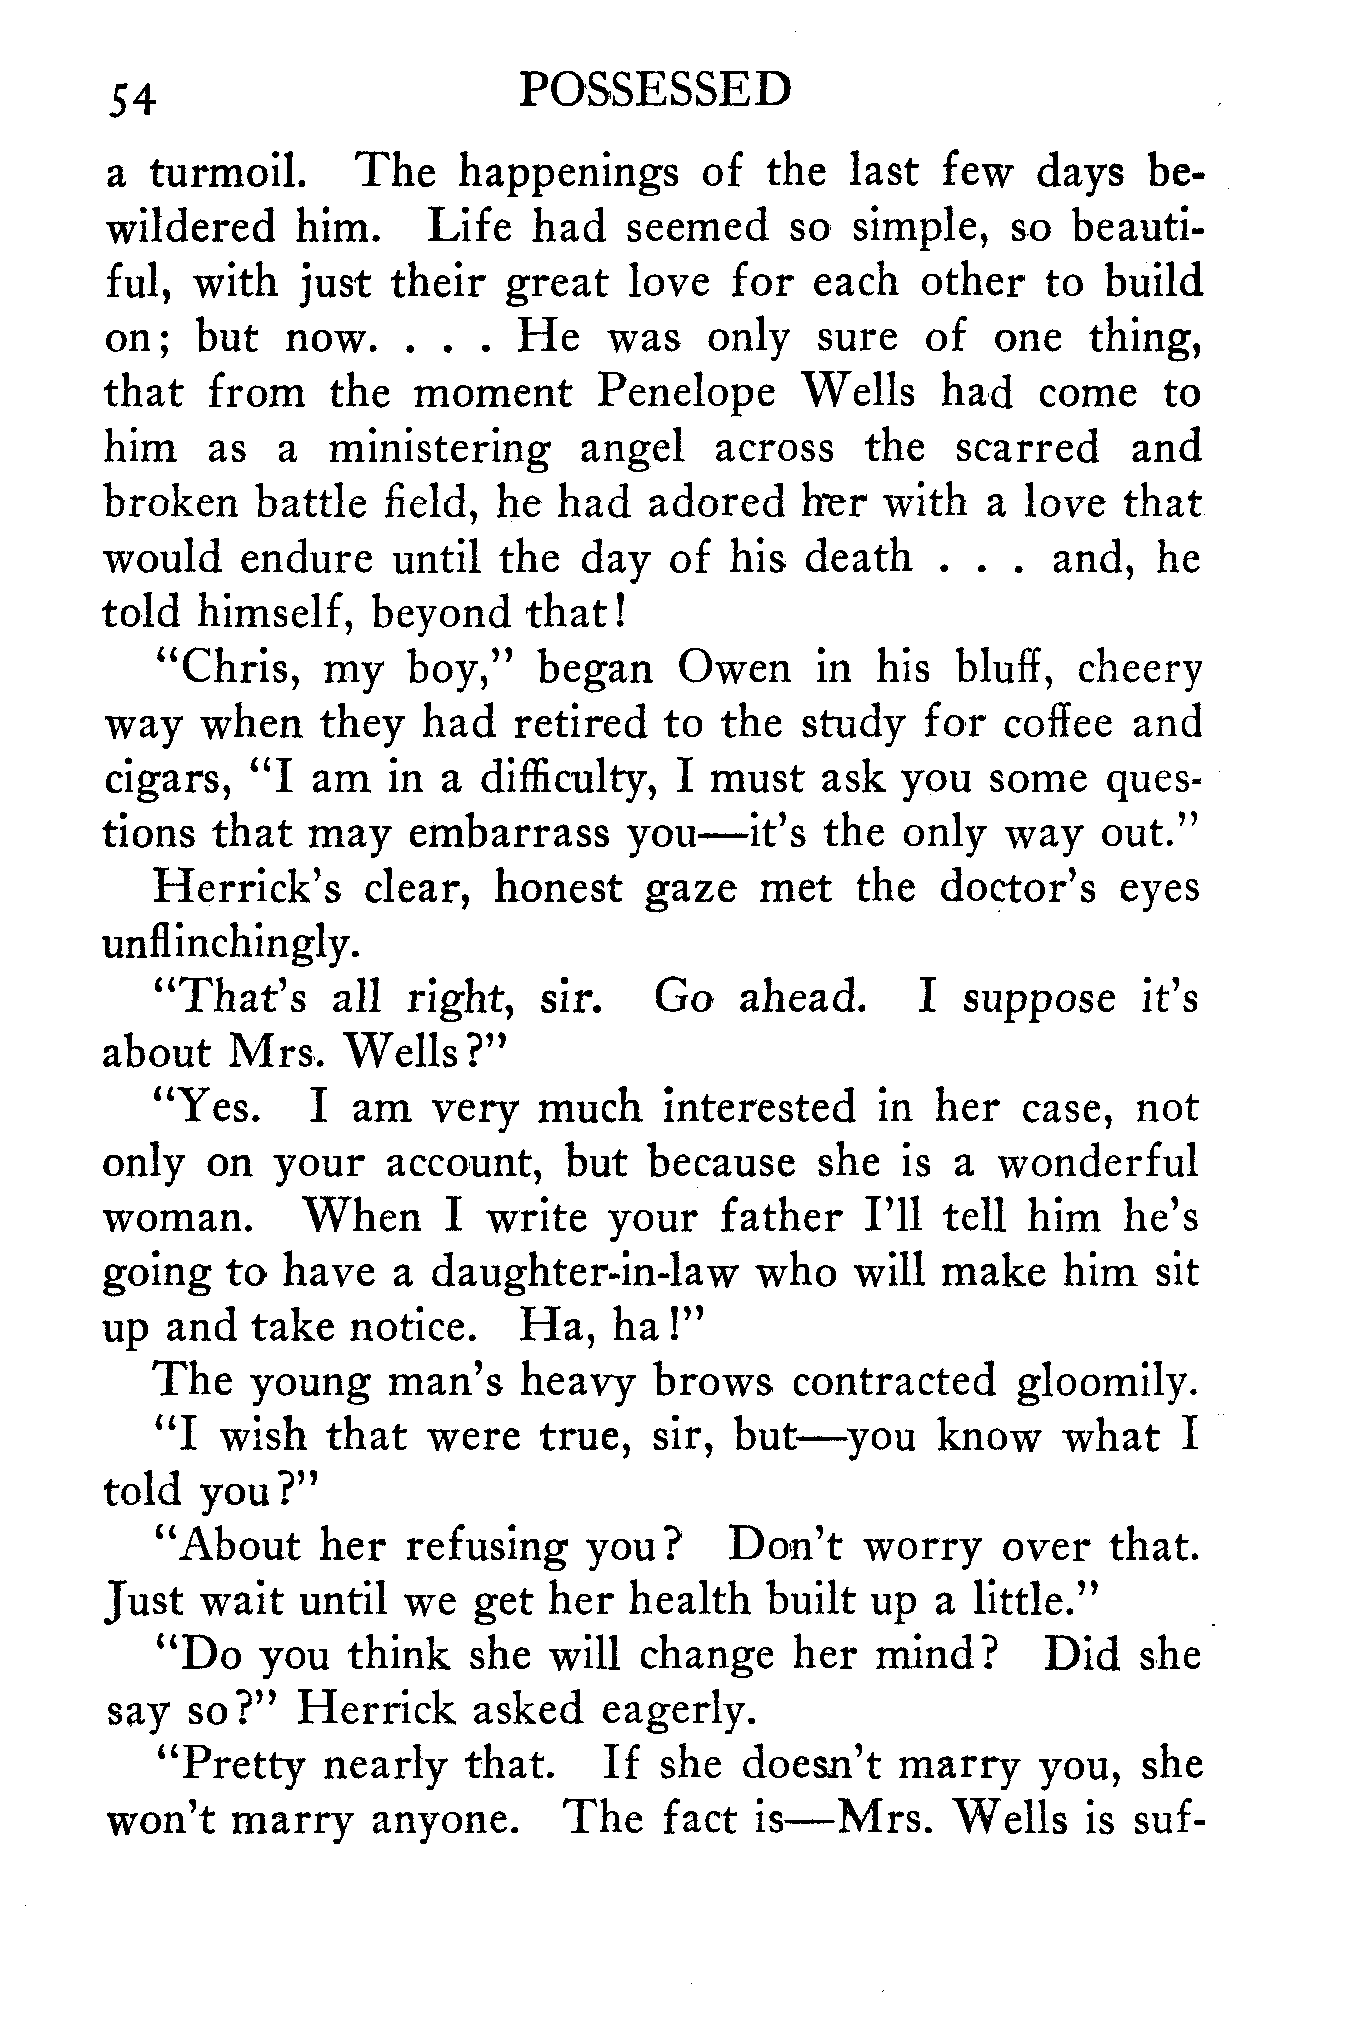 54 POSSESSED
a turmoil. The happenings of the last few days be-
wildered him. Life had seemed so simple, so beauti-
ful, with just their great love for each other to build
on; but now. . . . He was only sure of one thing,
that from the moment Penelope Wells had come to
him as a ministering angel across the scarred and
broken battle field, he had adored her with a love that
would endure until the day of his death . . . and, he
told himself, beyond that!
"Chris, my boy," began Owen in his bluff, cheery
way when they had retired to the study for coffee and
cigars, "I am in a difficulty, I must ask you some ques-
tions that may embarrass you—it's the only way out."
Herrick's clear, honest gaze met the doctor's eyes
unflinchingly.
"That's all right, sir. Go ahead. I suppose it's
about Mrs. Wells?"
"Yes. I am very much interested in her case, not
only on your account, but because she is a wonderful
woman. When I write your father I'll tell him he's
going to have a daughter-in-law who will make him sit
up and take notice. Ha, ha!"
The young man's heavy brows contracted gloomily.
"I wish that were true, sir, but—you know what I
told you?"
"About her refusing you? Don't worry over that.
Just wait until we get her health built up a little."
"Do you think she will change her mind? Did she
say so?" Herrick asked eagerly.
"Pretty nearly that. If she doesn't marry you, she
won't marry anyone. The fact is—Mrs. Wells is suf-